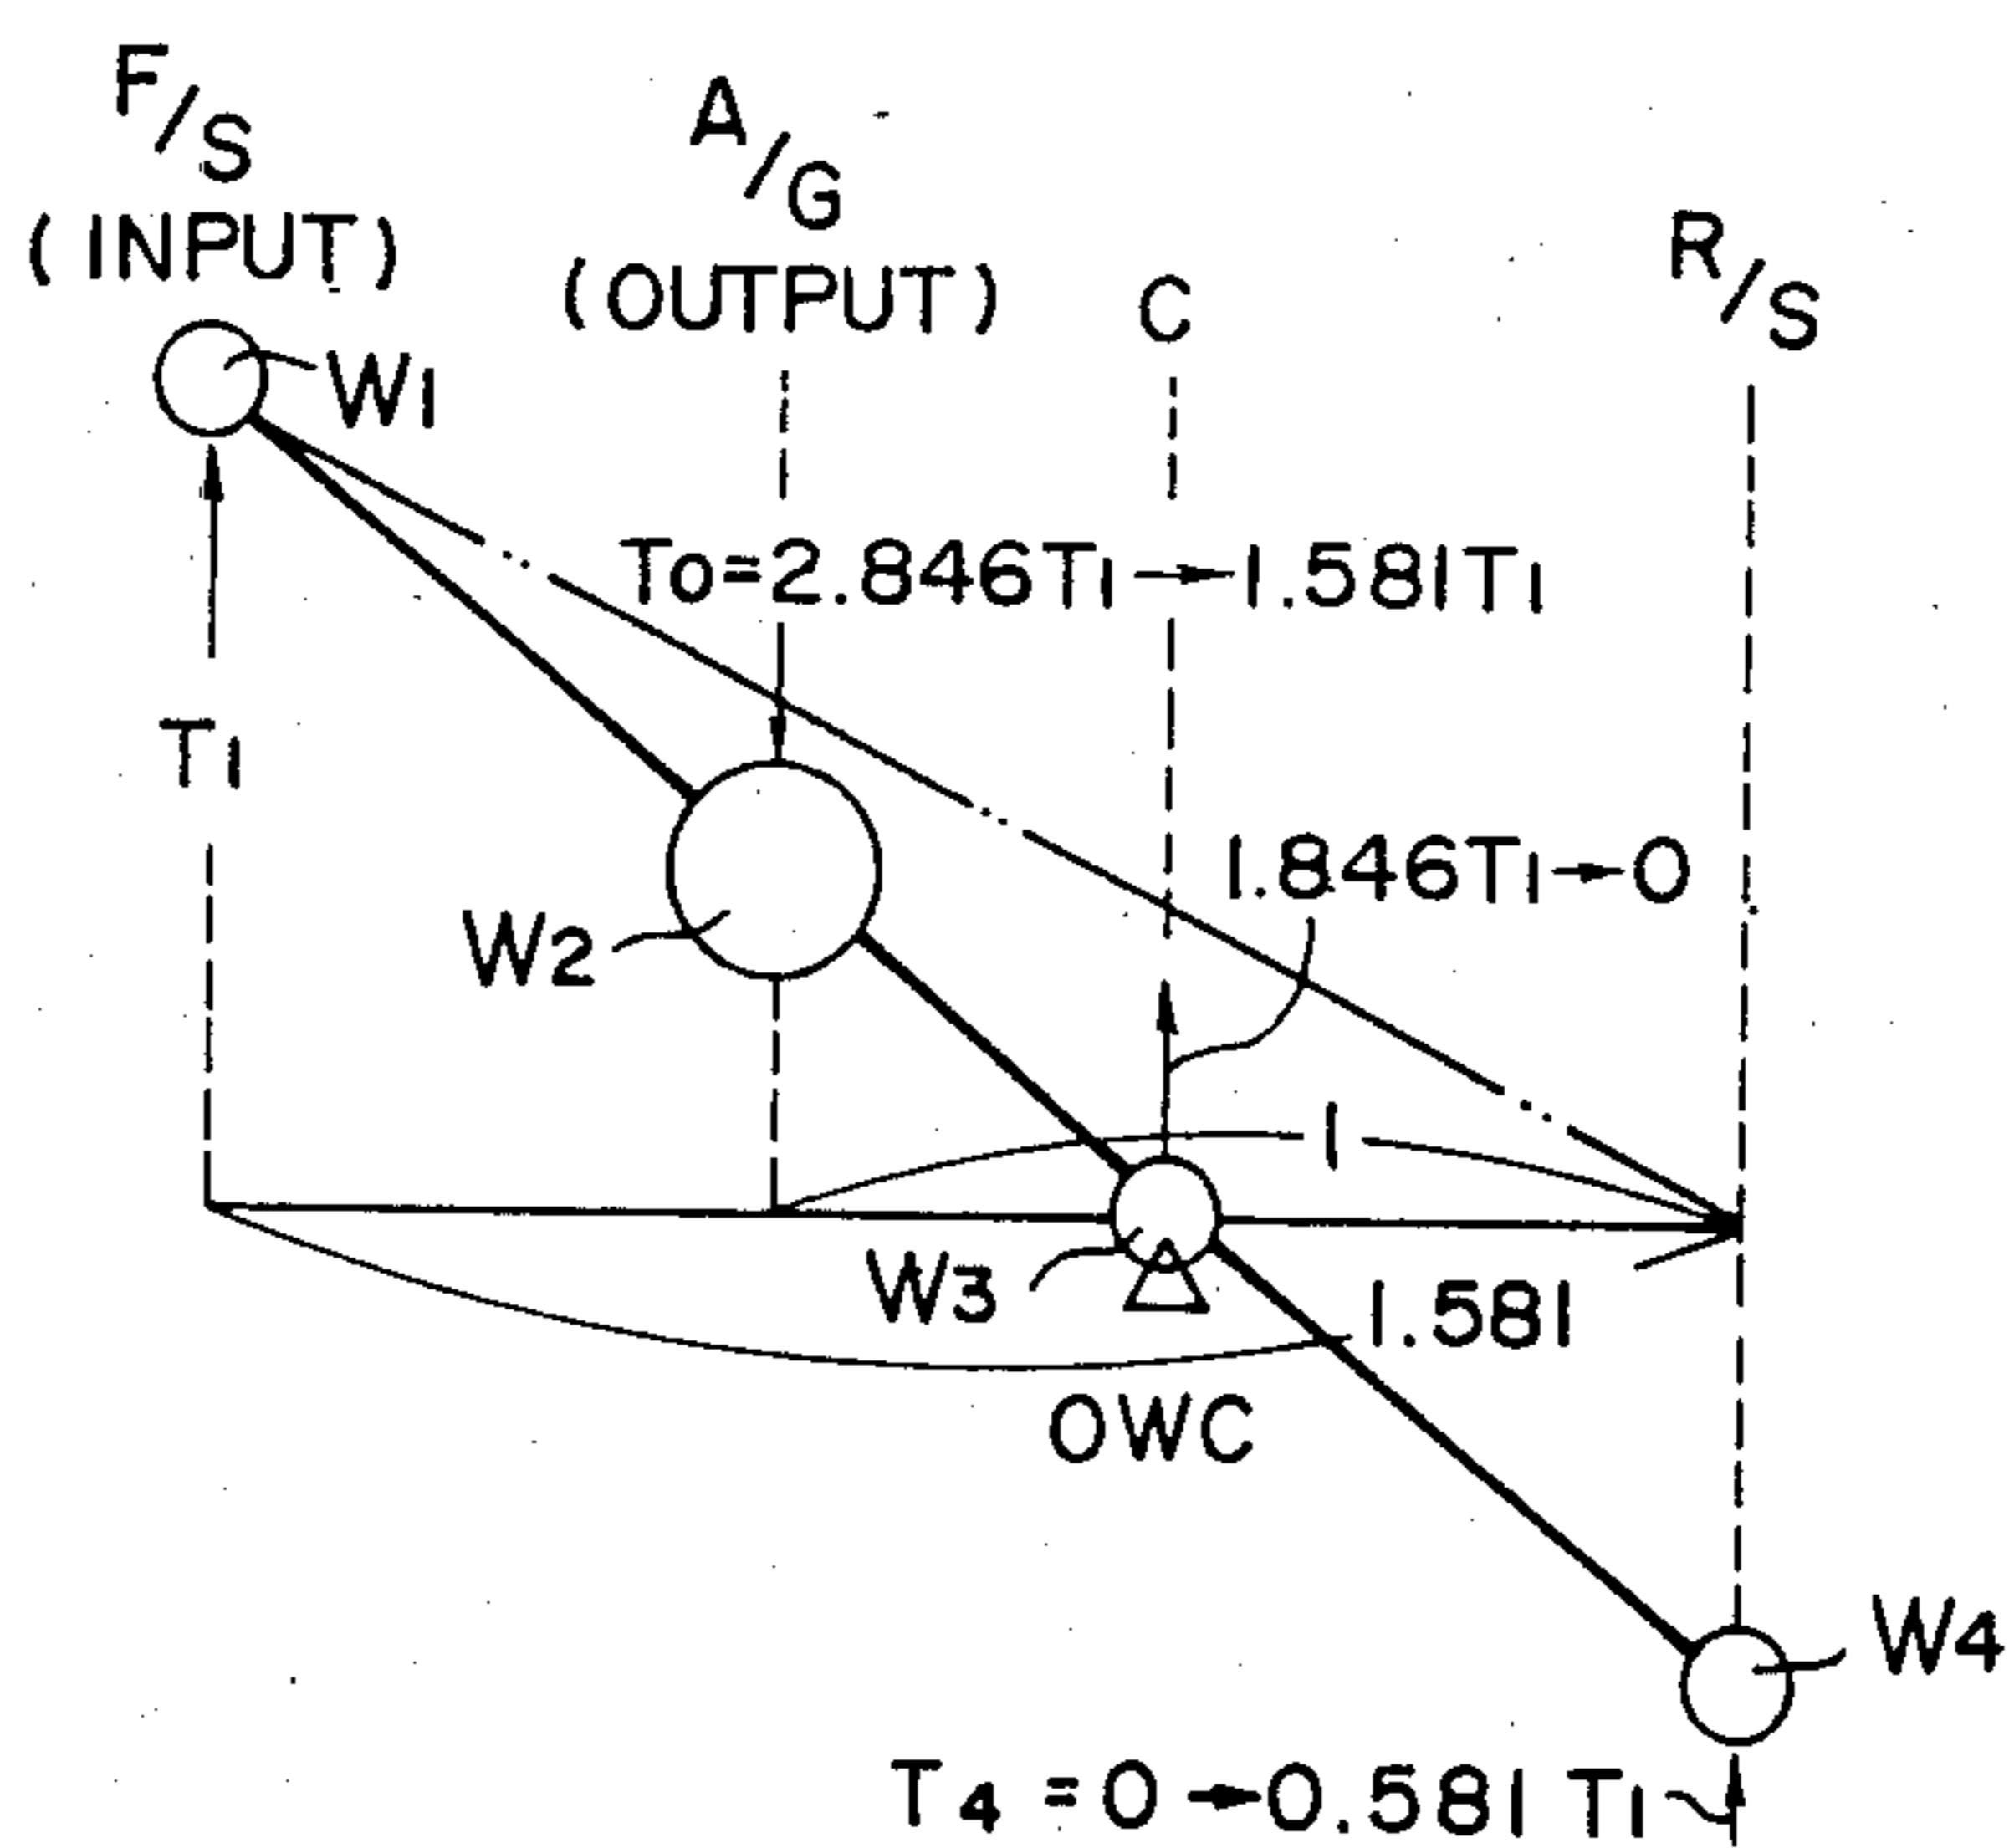 F/S
(INPUT)
A/G
(OUTPUT)
C
R/S
W1
To=2.846T1→1.581T1
T1
1.846T1→0
W2
1
W3
1.581
OWC
W4
T4=0→0.581T1